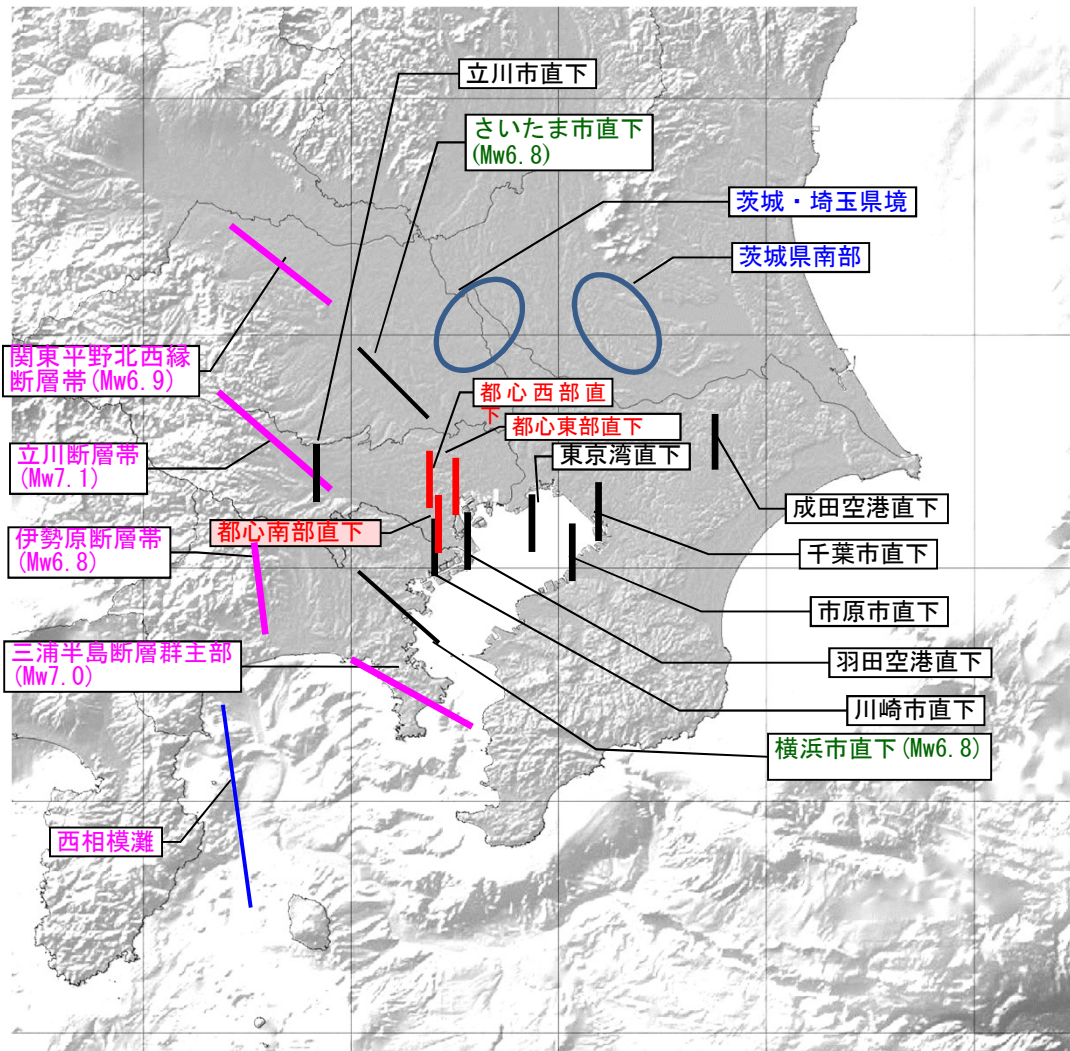 立川市直下
さいたま市直下
(Mw6.8)
茨城・埼玉県境
茨城県南部
関東平野北西縁
断層帯(Mw6.9)
都心西部直
下
都心東部直下
東京湾直下
立川断層帯
(Mw7.1)
成田空港直下
都心南部直下
伊勢原断層帯
(Mw6.8)
千葉市直下
市原市直下
三浦半島断層群主部
(Mw7.0)
羽田空港直下
川崎市直下
横浜市直下(Mw6.8)
西相模灘